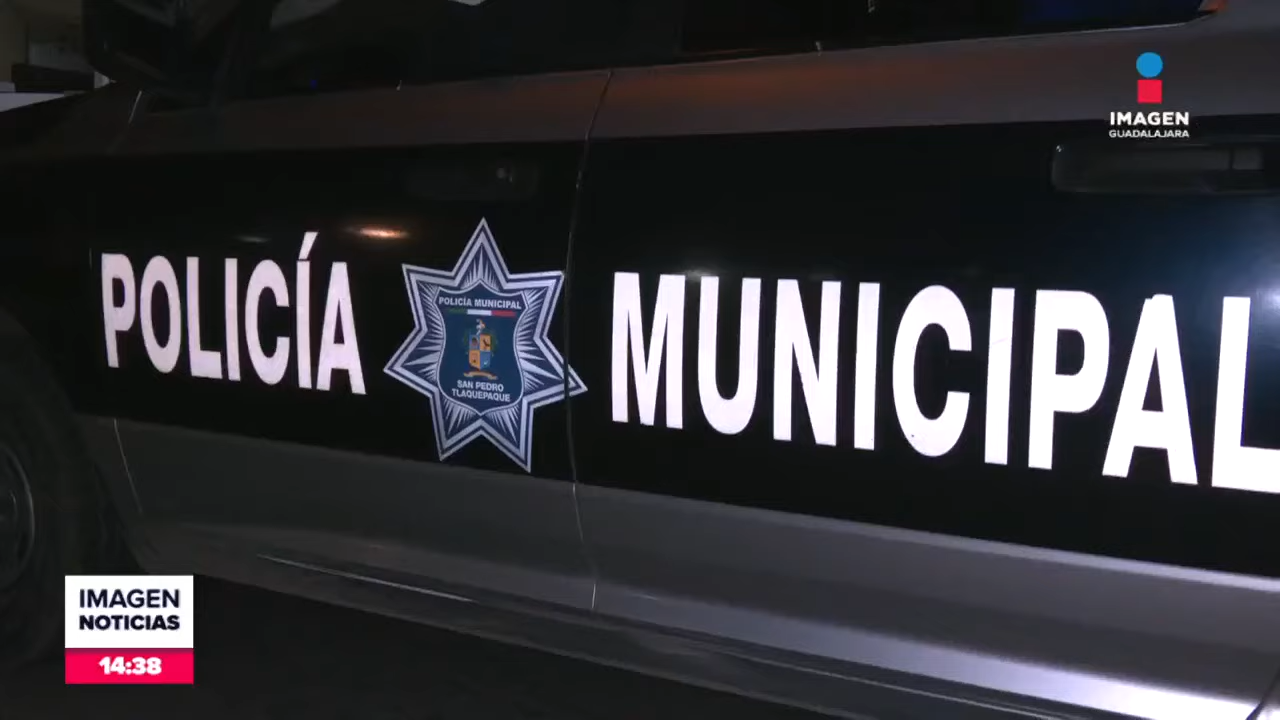 IMAGEN
GUADALAJARA
POLICÍA
POLICÍA MUNICIPAL
SAN PEDRO
TLAQUEPAQUE
MUNICIPAL
IMAGEN
NOTICIAS
14:38